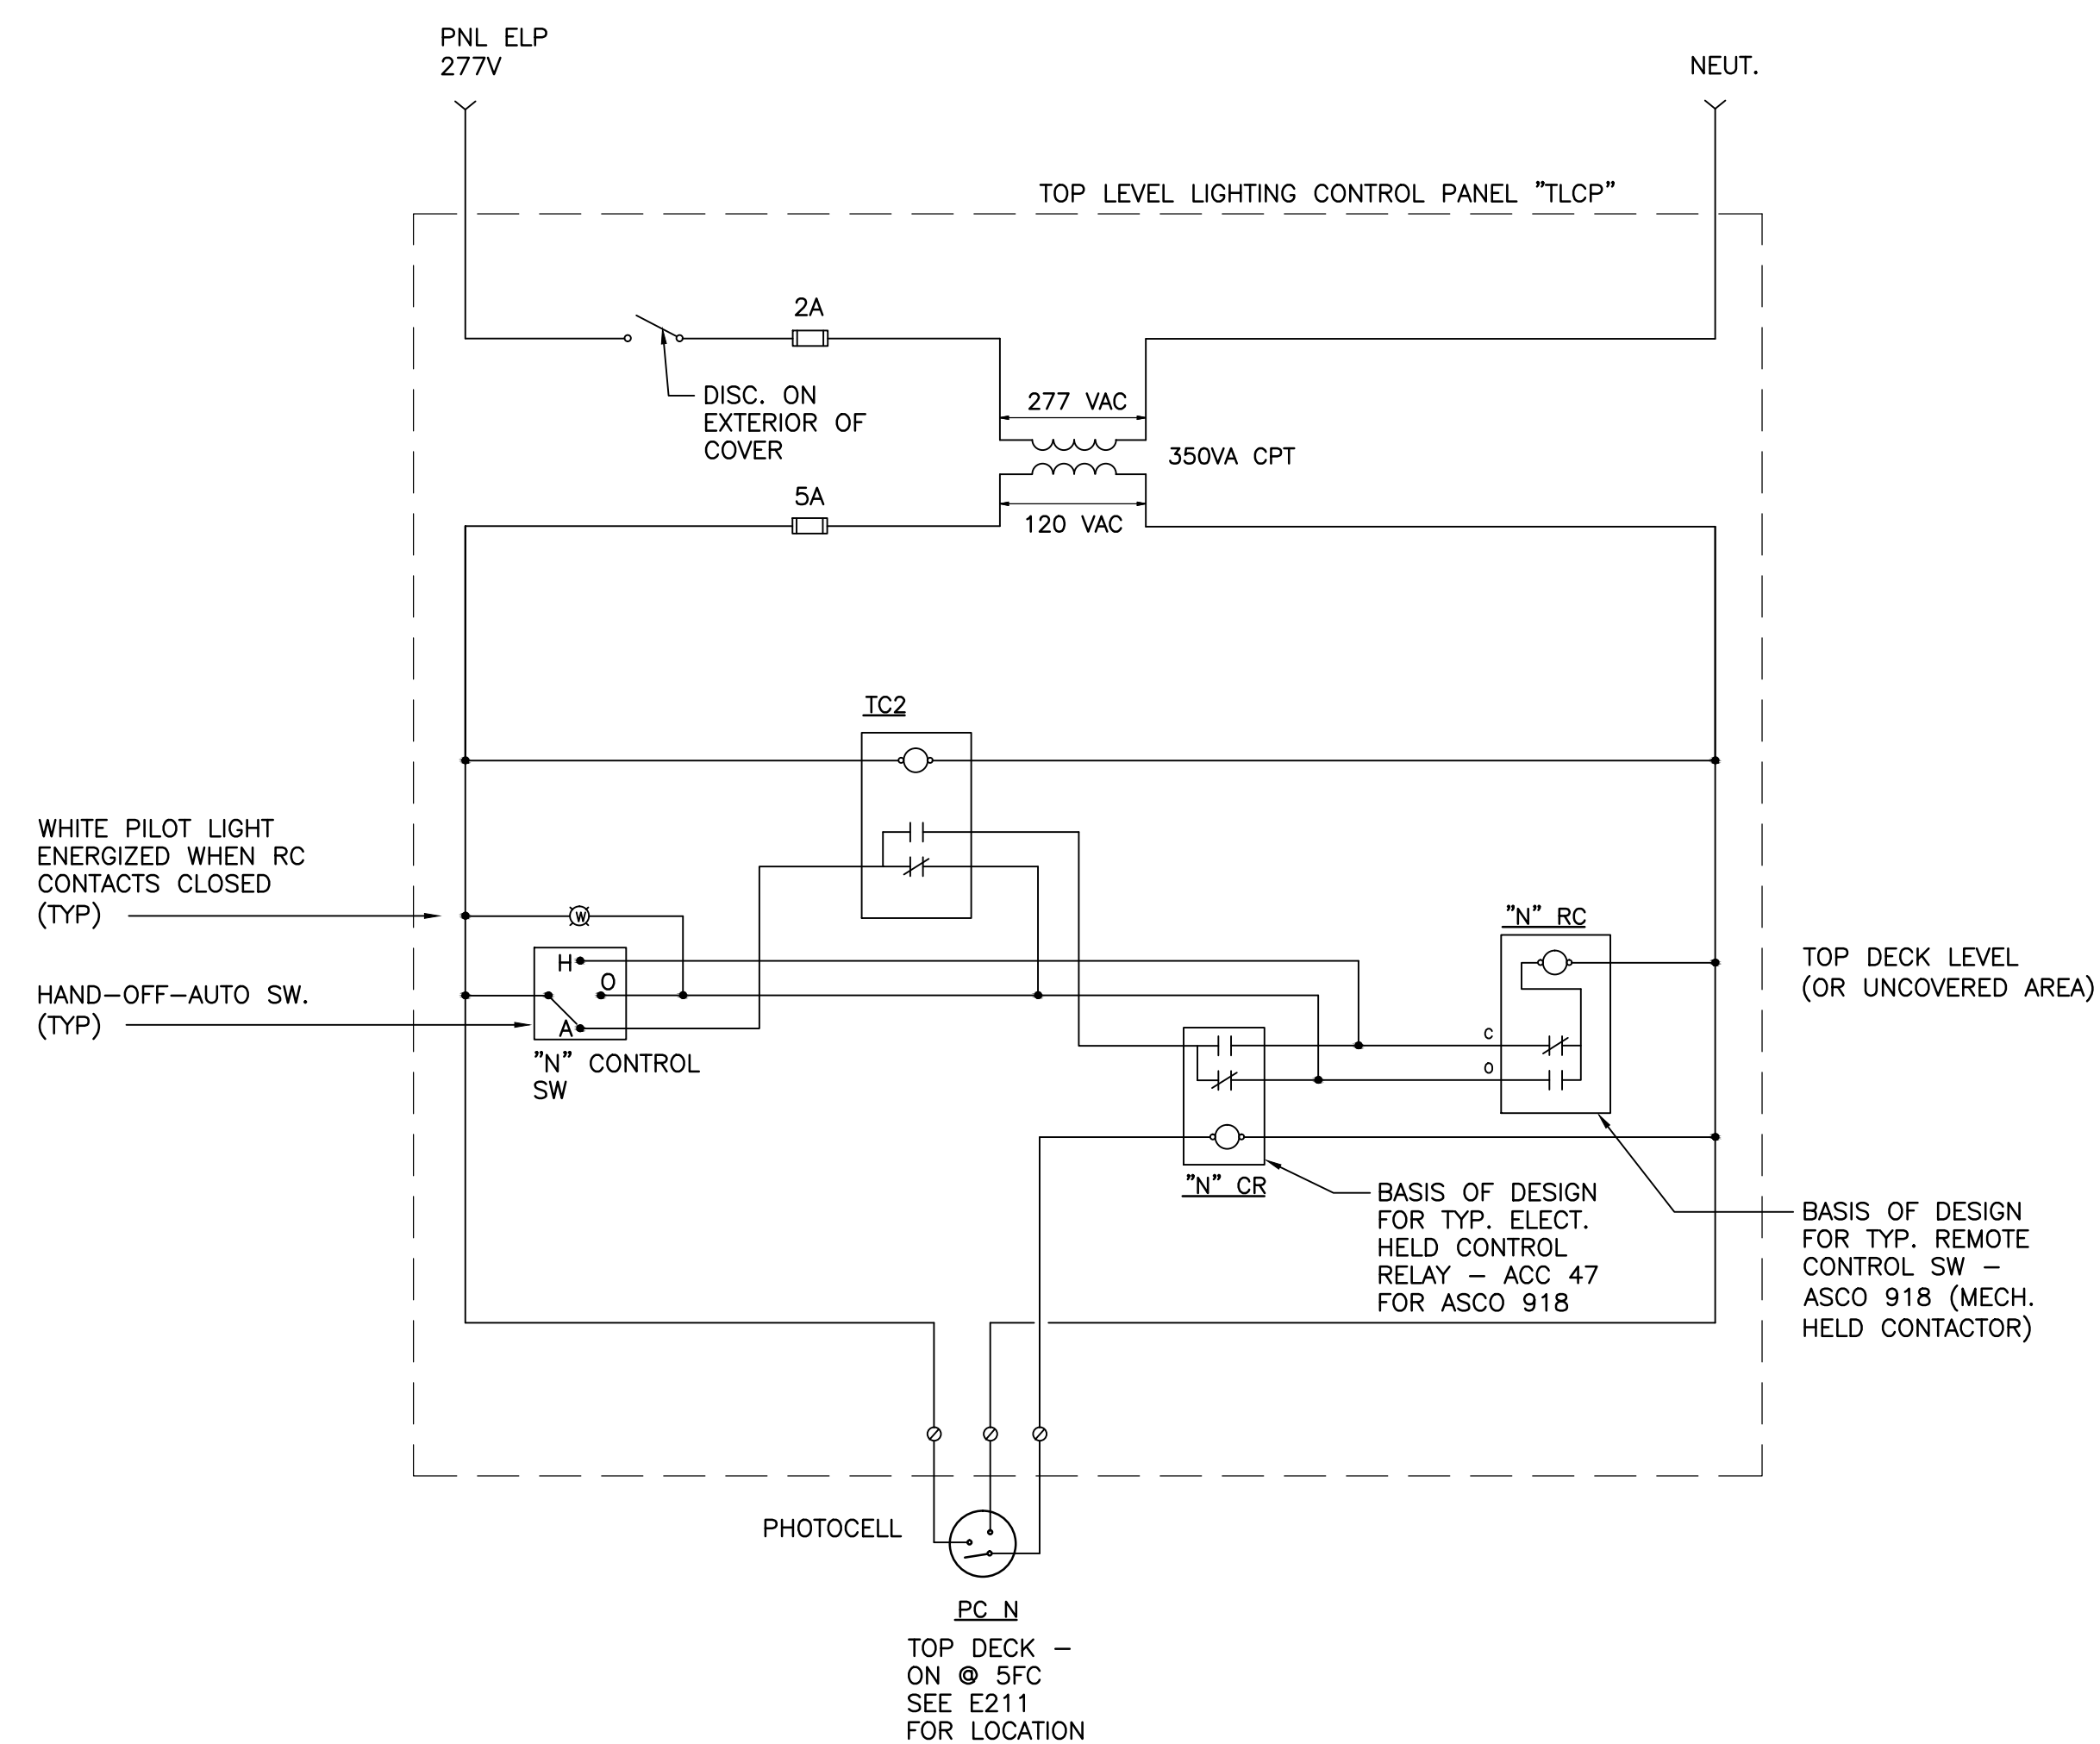 PNL ELP
277V
NEUT.
TOP LEVEL LIGHTING CONTROL PANEL "TLCP"
2A
DISC. ON
EXTERIOR OF
COVER
277 VAC
350VA CPT
5A
120 VAC
TC2
WHITE PILOT LIGHT
ENERGIZED WHEN RC
CONTACTS CLOSED
(TYP)
W
"N" RC
H
O
A
HAND-OFF-AUTO SW.
(TYP)
"N" CONTROL
SW
TOP DECK LEVEL
(OR UNCOVERED AREA)
C
O
"N" CR
BASIS OF DESIGN
FOR TYP. ELECT.
HELD CONTROL
RELAY - ACC 47
FOR ASCO 918
BASIS OF DESIGN
FOR TYP. REMOTE
CONTROL SW -
ASCO 918 (MECH.
HELD CONTACTOR)
PHOTOCELL
PC N
TOP DECK -
ON @ 5FC
SEE E211
FOR LOCATION